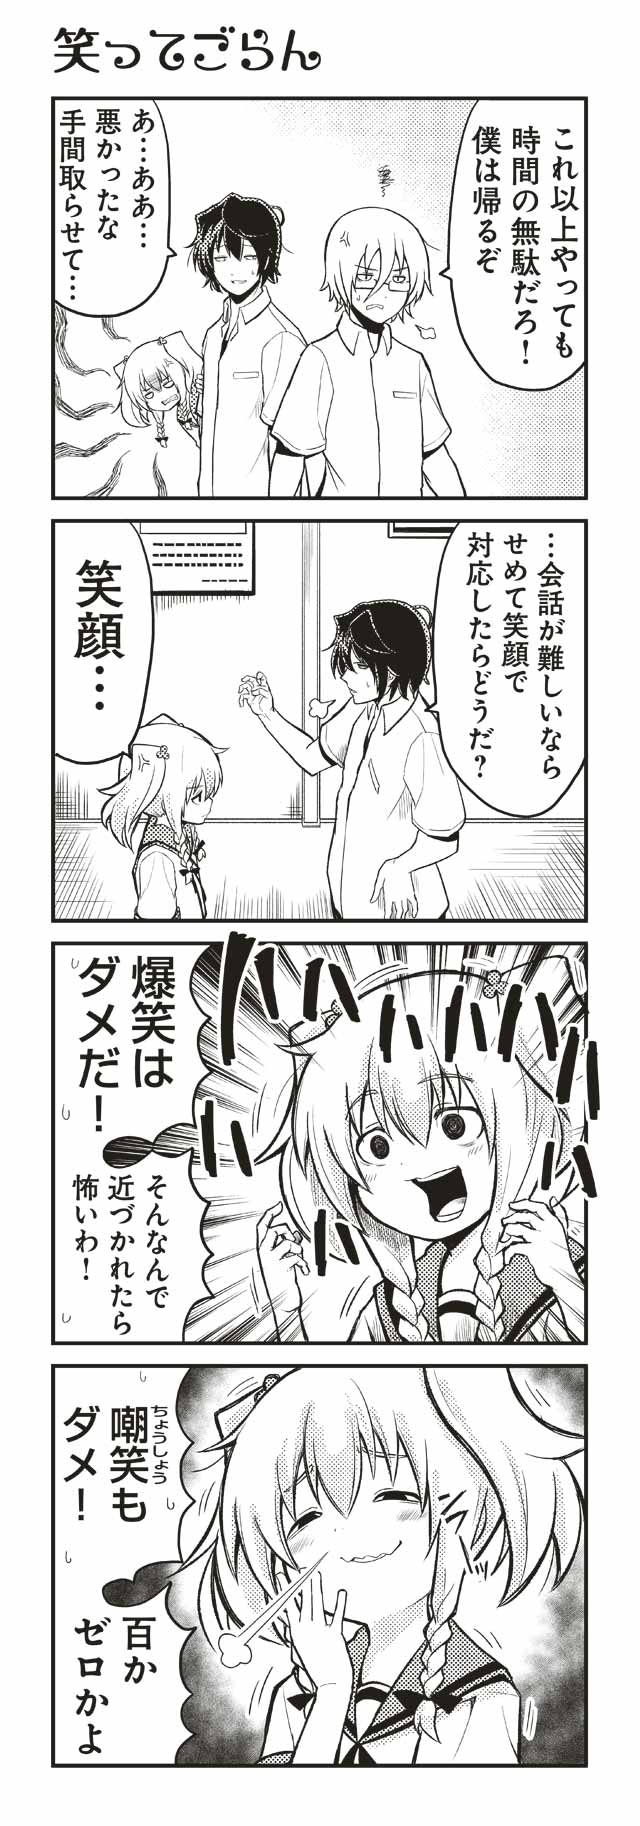 笑ってごらん
これ以上やっても
時間の無駄だろ！
僕は帰るぞ
あ…ああ…
悪かったな
手間取らせて…
…会話が難しいなら
せめて笑顔で
対応したらどうだ？
笑顔…
爆笑は
ダメだ！
そんなんで
近づかれたら
怖いわ！
嘲笑も
ちょうしょう
ダメ！
百か
ゼロかよ